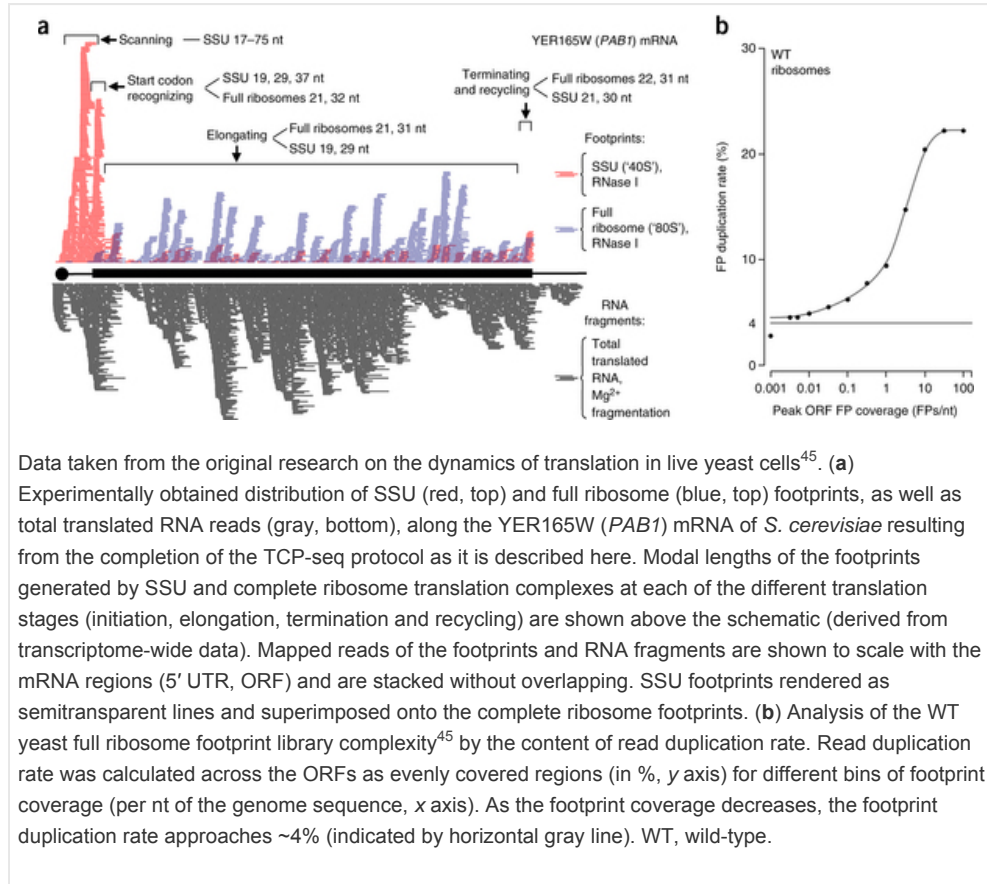 a
Scanning — SSU 17–75 nt
YER165W (PAB1) mRNA
Start codon
recognizing
SSU 19, 29, 37 nt
Full ribosomes 21, 32 nt
Terminating
and recycling
Full ribosomes 22, 31 nt
SSU 21, 30 nt
Elongating
Full ribosomes 21, 31 nt
SSU 19, 29 nt
Footprints:
SSU ('40S'),
RNase I
Full
ribosome ('80S'),
RNase I
RNA
fragments:
Total
translated
RNA,
Mg2+
fragmentation
b
WT
ribosomes
FP duplication rate (%)
30
20
10
4
0
0.001 0.01 0.1 1 10 100
Peak ORF FP coverage (FPs/nt)
Data taken from the original research on the dynamics of translation in live yeast cells45. (a)
Experimentally obtained distribution of SSU (red, top) and full ribosome (blue, top) footprints, as well as
total translated RNA reads (gray, bottom), along the YER165W (PAB1) mRNA of S. cerevisiae resulting
from the completion of the TCP-seq protocol as it is described here. Modal lengths of the footprints
generated by SSU and complete ribosome translation complexes at each of the different translation
stages (initiation, elongation, termination and recycling) are shown above the schematic (derived from
transcriptome-wide data). Mapped reads of the footprints and RNA fragments are shown to scale with the
mRNA regions (5′ UTR, ORF) and are stacked without overlapping. SSU footprints rendered as
semitransparent lines and superimposed onto the complete ribosome footprints. (b) Analysis of the WT
yeast full ribosome footprint library complexity45 by the content of read duplication rate. Read duplication
rate was calculated across the ORFs as evenly covered regions (in %, y axis) for different bins of footprint
coverage (per nt of the genome sequence, x axis). As the footprint coverage decreases, the footprint
duplication rate approaches ~4% (indicated by horizontal gray line). WT, wild-type.